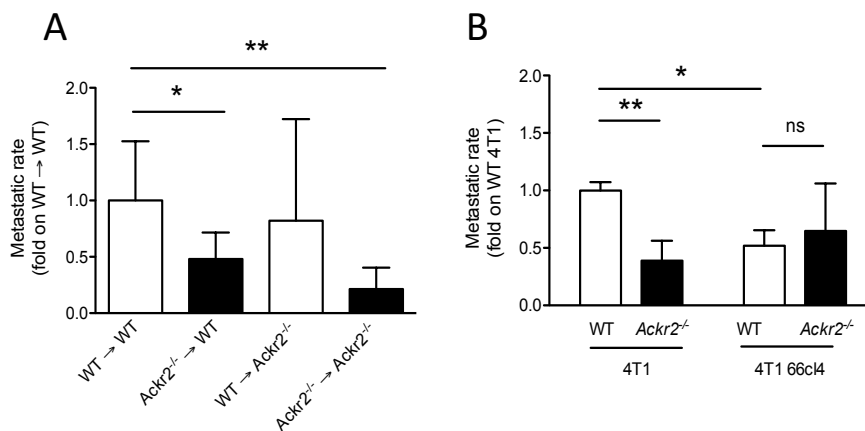 A
**
*
2.0
1.5
1.0
0.5
0.0
Metastatic rate
(fold on WT → WT)
WT → WT
Ackr2-/- → WT
WT → Ackr2-/-
Ackr2-/- → Ackr2-/-
B
*
**
ns
2.0
1.5
1.0
0.5
0.0
Metastatic rate
(fold on WT 4T1)
WT Ackr2-/- WT Ackr2-/-
4T1 4T1 66cl4